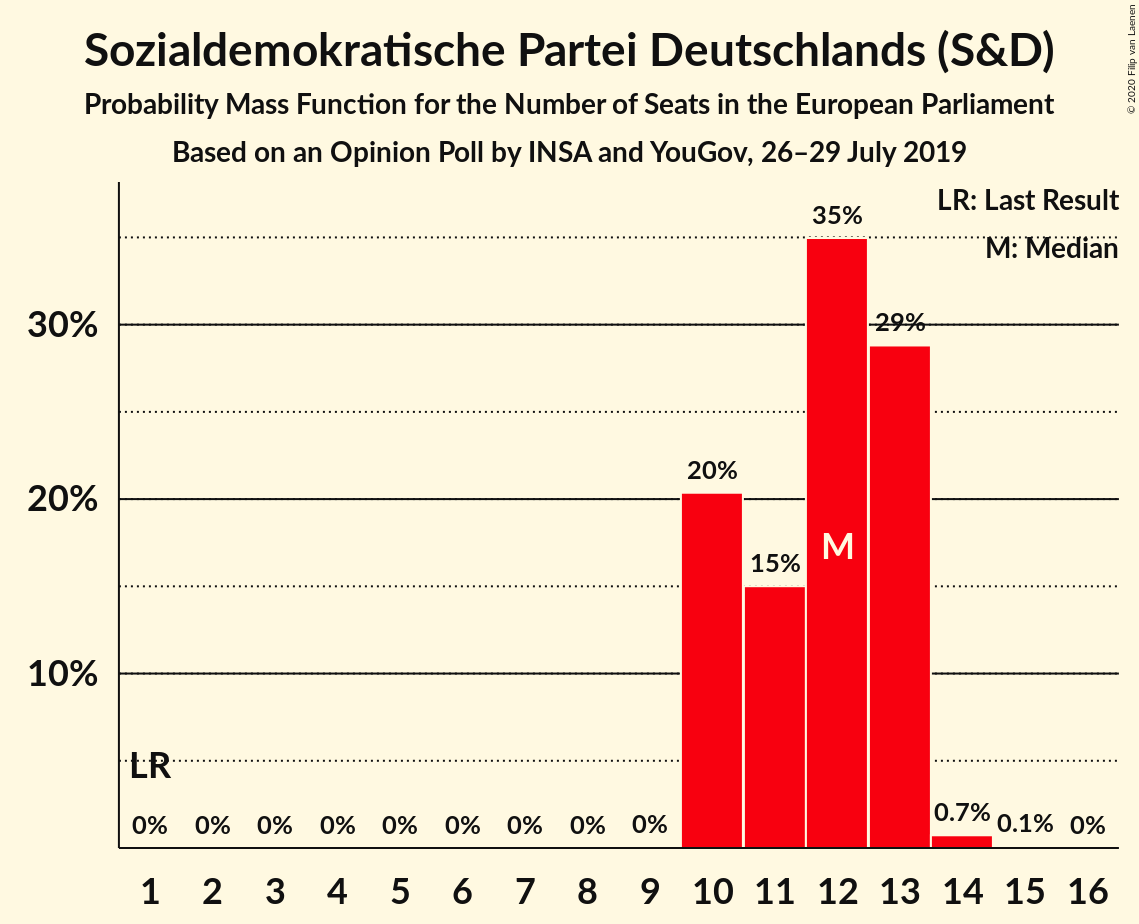 Sozialdemokratische Partei Deutschlands (S&D)
Probability Mass Function for the Number of Seats in the European Parliament
Based on an Opinion Poll by INSA and YouGov, 26–29 July 2019
© 2020 Filip van Laenen
LR: Last Result
M: Median
35%
30%
29%
20%
20%
M
15%
10%
LR
0% 0% 0% 0% 0% 0% 0% 0% 0% 0.7% 0.1% 0%
1 2 3 4 5 6 7 8 9 10 11 12 13 14 15 16